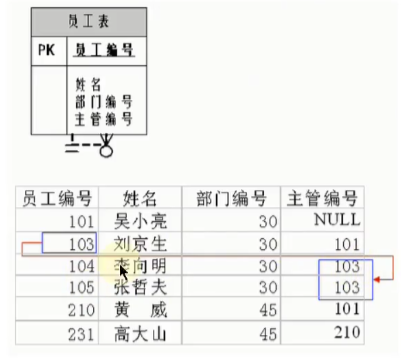 员工表
PK 员工编号
姓名
部门编号
主管编号
员工编号 姓名 部门编号 主管编号
101 吴小亮 30 NULL
103 刘京生 30 101
104 李向明 30 103
105 张哲夫 30 103
210 黄 威 45 101
231 高大山 45 210